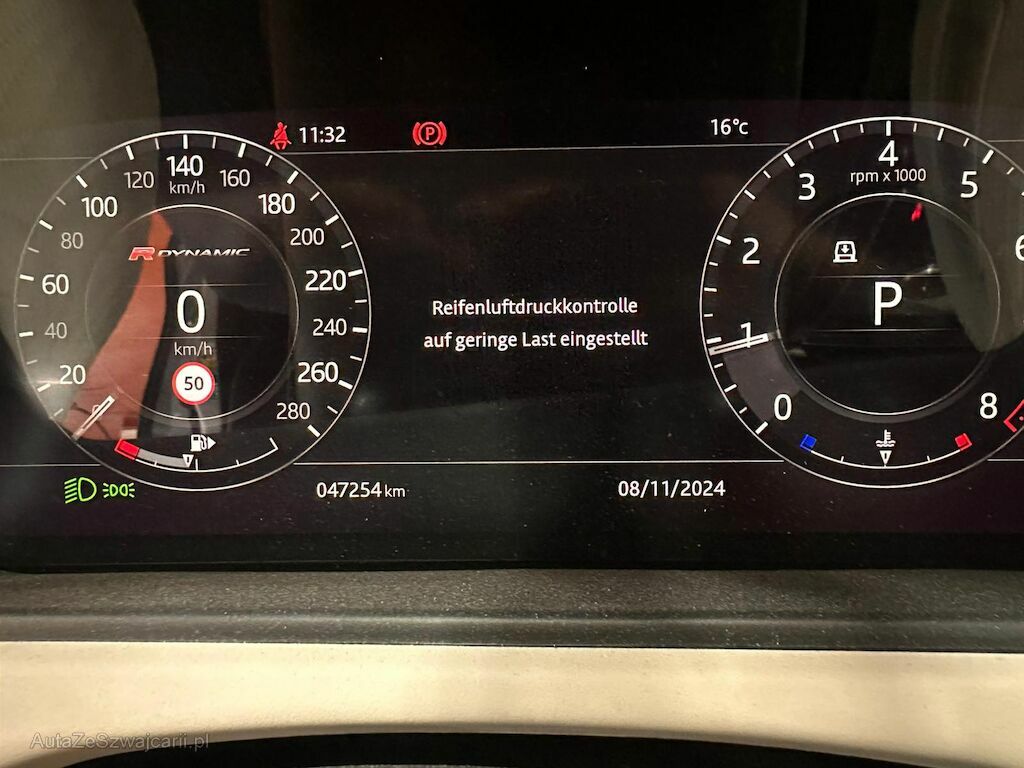 11:32
P
16°c
140
km/h
120
160
100
180
80
200
60
220
40
240
20
260
0
280
R DYNAMIC
0
km/h
50
Reifenluftdruckkontrolle
auf geringe Last eingestellt
4
rpm x 1000
3
5
2
6
1
P
0
8
047254 km
08/11/2024
AutaZeSzwajcarii.pl